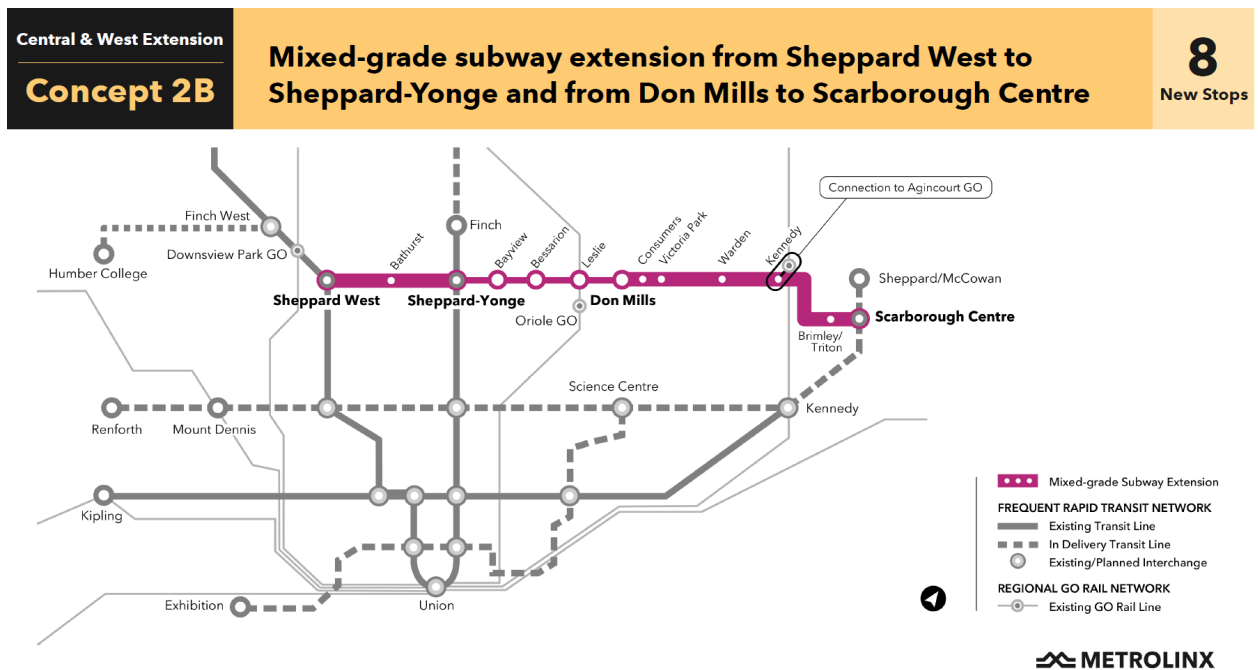 Central & West Extension
Concept 2B
Mixed-grade subway extension from Sheppard West to
Sheppard-Yonge and from Don Mills to Scarborough Centre
8
New Stops
Connection to Agincourt GO
Finch West
Finch
Downsview Park GO
Humber College
Bathurst
Bayview
Bessarion
Leslie
Consumers
Victoria Park
Warden
Kennedy
Sheppard/McCowan
Sheppard West
Sheppard-Yonge
Don Mills
Oriole GO
Scarborough Centre
Brimley/
Triton
Science Centre
Renforth
Mount Dennis
Kennedy
Kipling
Exhibition
Union
Mixed-grade Subway Extension
FREQUENT RAPID TRANSIT NETWORK
Existing Transit Line
In Delivery Transit Line
Existing/Planned Interchange
REGIONAL GO RAIL NETWORK
Existing GO Rail Line
METROLINX